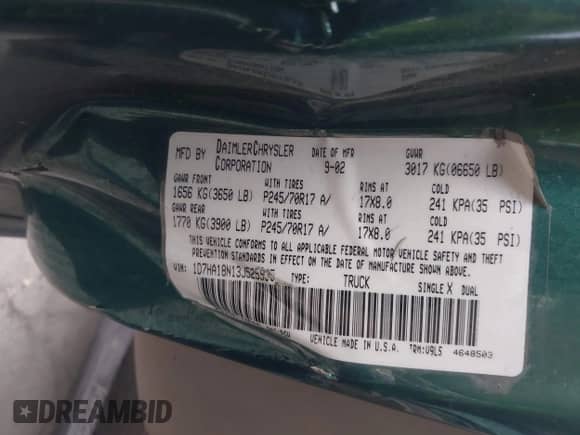 MFD BY DAIMLERCHRYSLER CORPORATION DATE OF MFR 9-02 GVWR 3017 KG(06650 LB)
GAWR FRONT WITH TIRES RIMS AT COLD
1656 KG(3650 LB) P245/70R17 A/ 17X8.0 241 KPA(35 PSI)
GAWR REAR WITH TIRES RIMS AT COLD
1770 KG(3900 LB) P245/70R17 A/ 17X8.0 241 KPA(35 PSI)
THIS VEHICLE CONFORMS TO ALL APPLICABLE FEDERAL MOTOR VEHICLE SAFETY AND THEFT
PREVENTION STANDARDS IN EFFECT ON THE DATE OF MANUFACTURE SHOWN ABOVE.
VIN: TYPE: TRUCK SINGLE X DUAL
VEHICLE MADE IN U.S.A. TRM:V9L5 4648503
DREAMBID